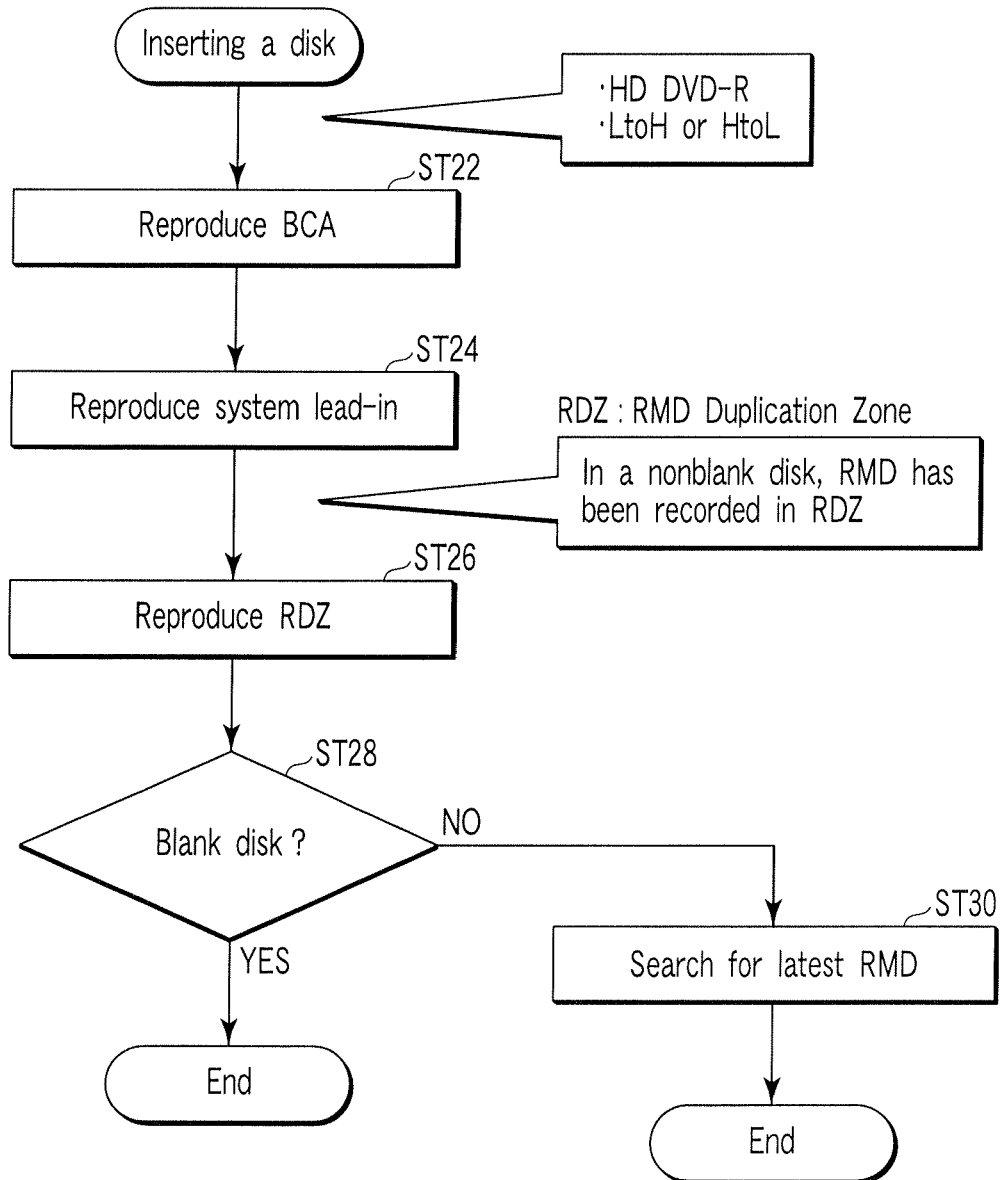 Inserting a disk
·HD DVD-R
·LtoH or HtoL
ST22
Reproduce BCA
ST24
Reproduce system lead-in
RDZ : RMD Duplication Zone
In a nonblank disk, RMD has
been recorded in RDZ
ST26
Reproduce RDZ
ST28
Blank disk ?
NO
YES
ST30
Search for latest RMD
End
End